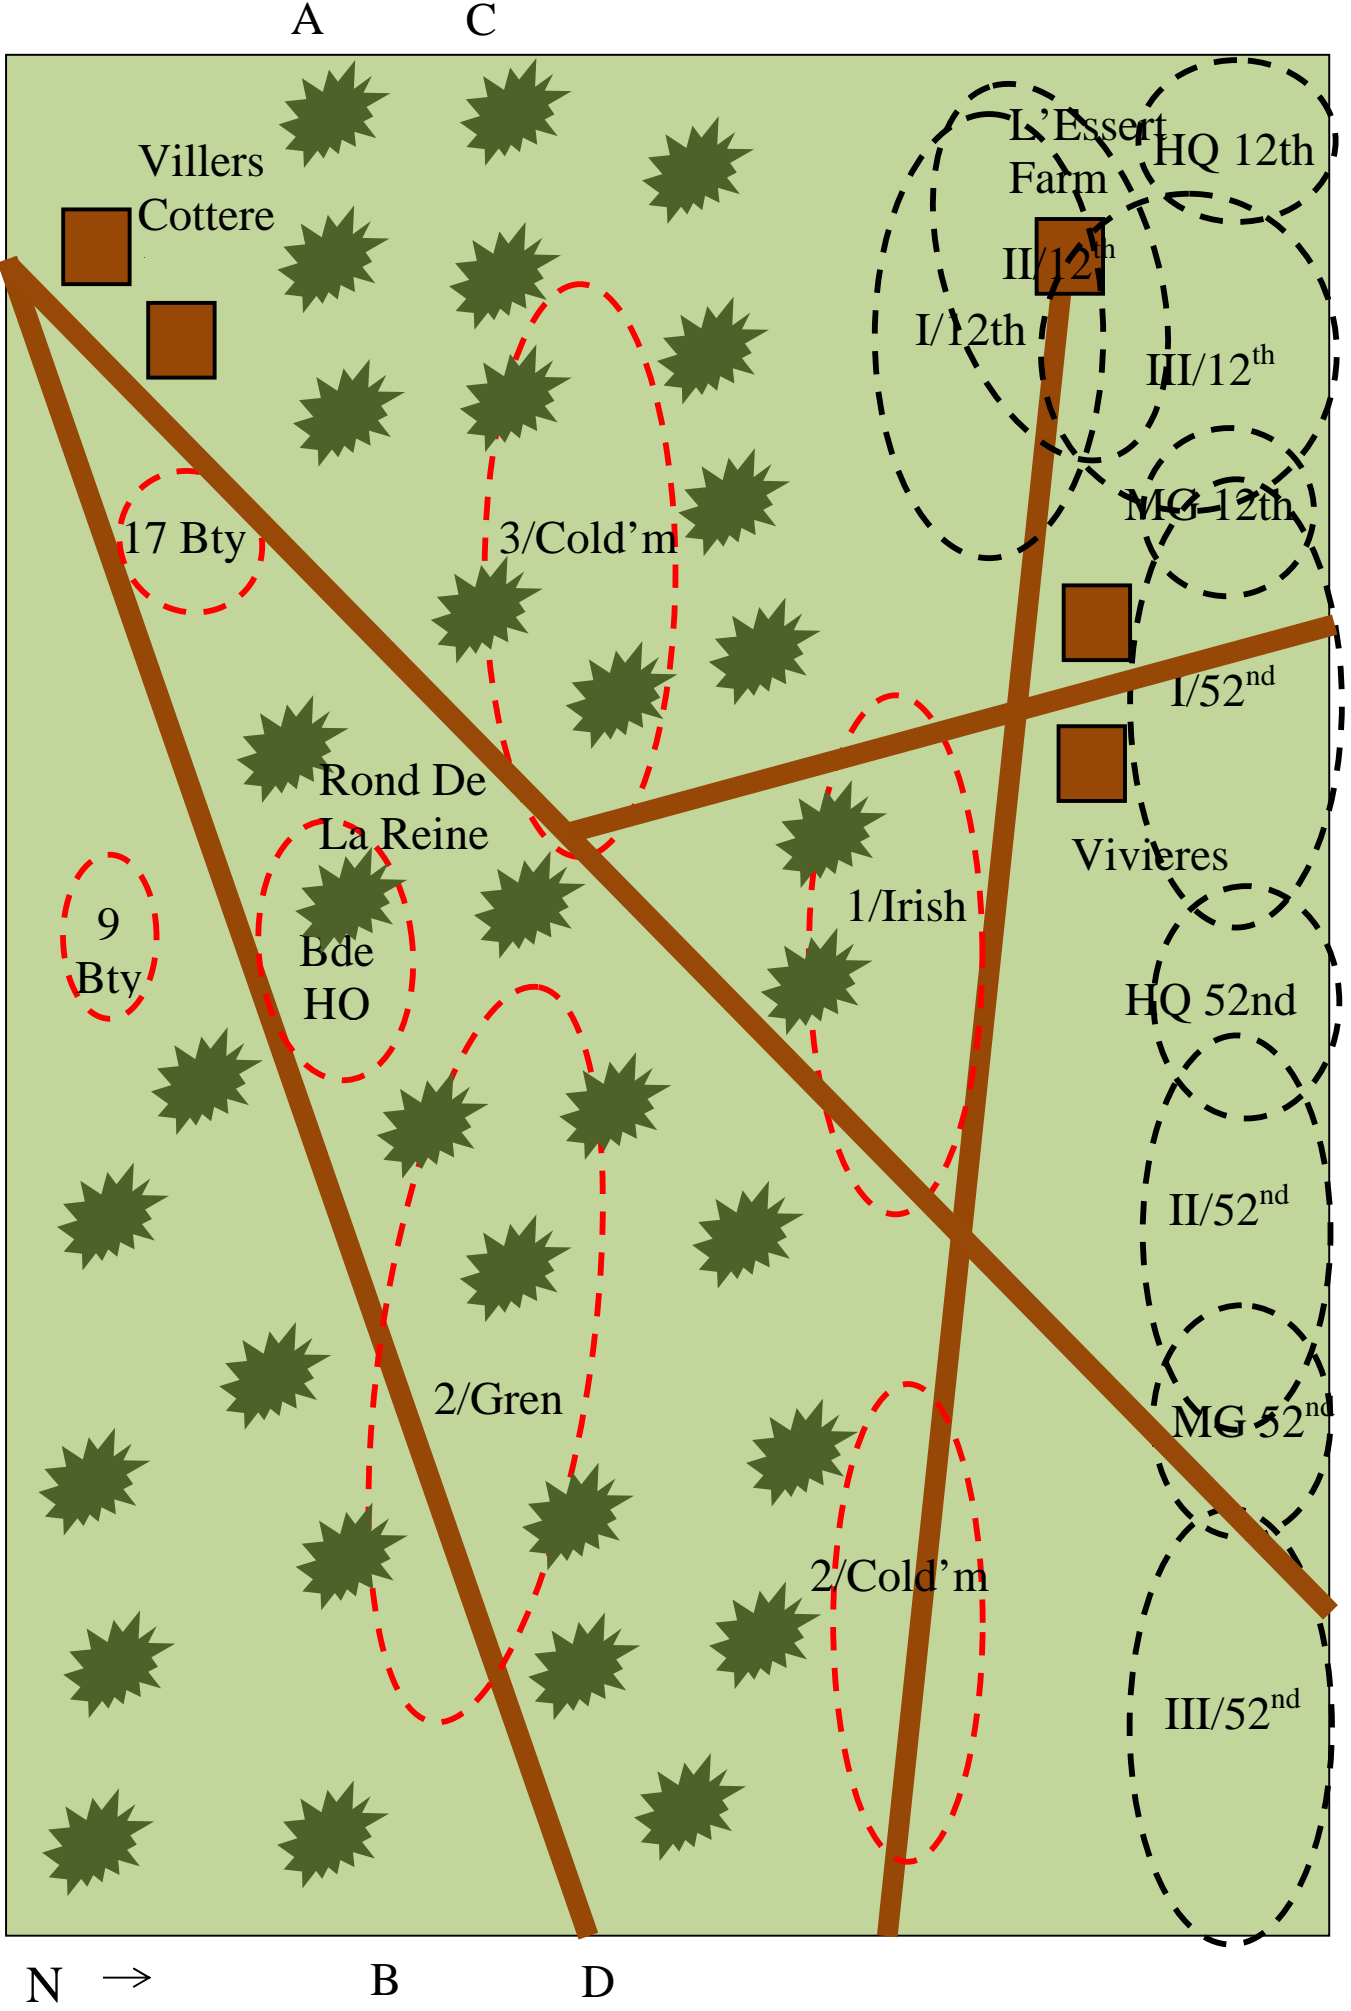 A
C
L’Essert
Farm
HQ 12th
Villers
Cottere
II/12th
I/12th
III/12th
MG 12th
17 Bty
3/Cold’m
I/52nd
Rond De
La Reine
Vivieres
1/Irish
9
Bty
Bde
HO
HQ 52nd
II/52nd
2/Gren
MG 52nd
2/Cold’m
III/52nd
N →
B
D